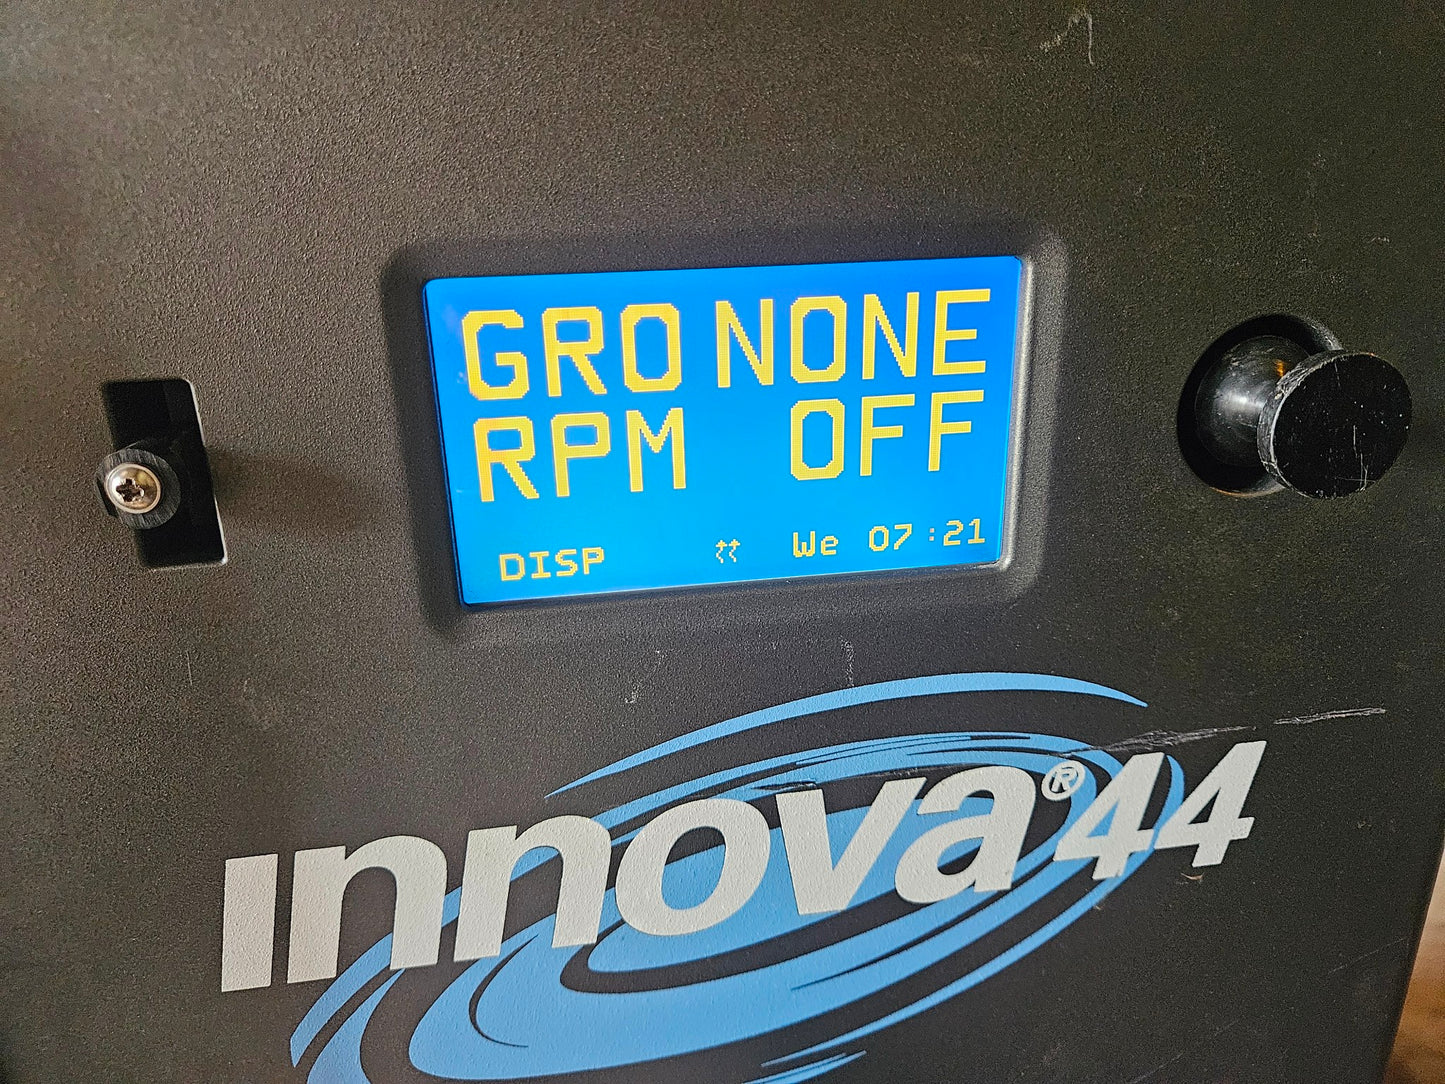 GRO NONE
RPM OFF
DISP We 07:21
innova®44